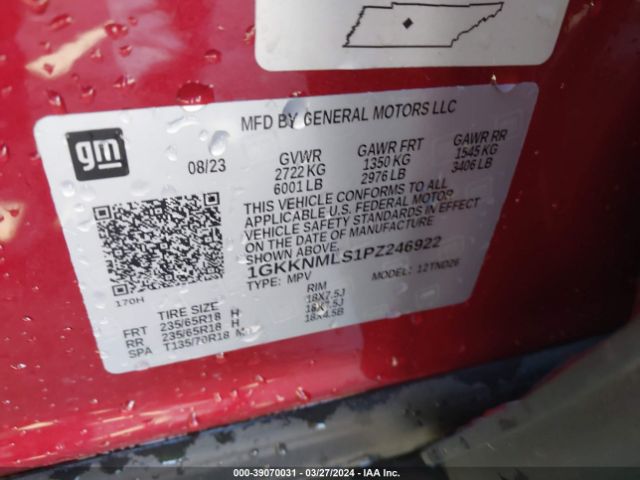 MFD BY GENERAL MOTORS LLC
gm
08/23
GVWR GAWR FRT GAWR RR
2722 KG 1350 KG 1545 KG
6001 LB 2976 LB 3406 LB
THIS VEHICLE CONFORMS TO ALL
APPLICABLE U.S. FEDERAL MOTOR
VEHICLE SAFETY STANDARDS IN EFFECT
ON THE DATE OF MANUFACTURE
SHOWN ABOVE.
1GKKNMLS1PZ246922
TYPE: MPV MODEL: 12TND26
170H
TIRE SIZE RIM
FRT 235/65R18 H 18X7.5J
RR 235/65R18 H 18X7.5J
SPA T135/70R18 M 18X4.5B
000-39070031 — 03/27/2024 — IAA Inc.